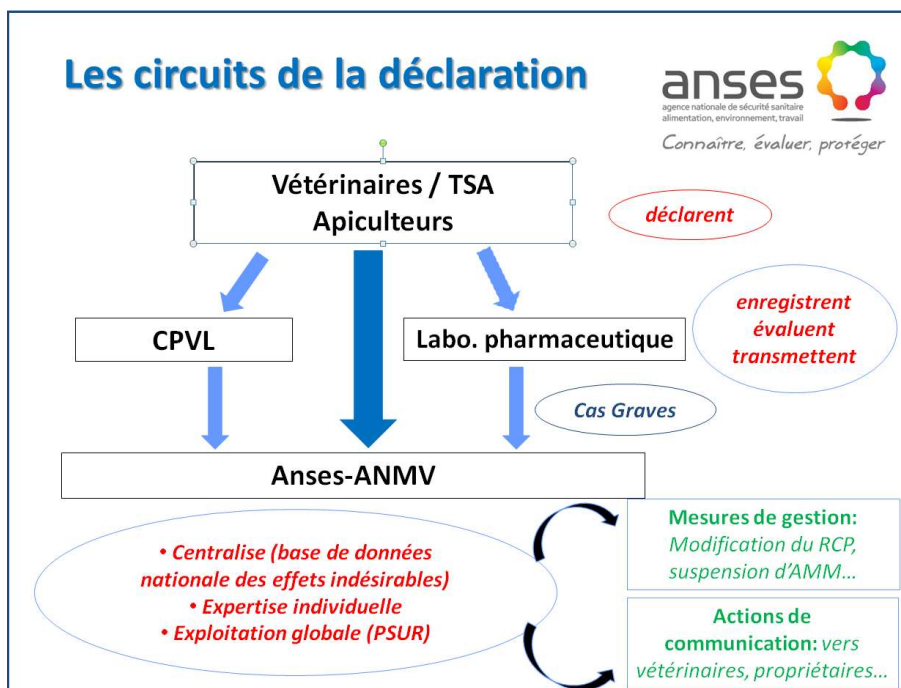 Les circuits de la déclaration
anses
agence nationale de sécurité sanitaire
alimentation, environnement, travail
Connaître, évaluer, protéger
Vétérinaires / TSA
Apiculteurs
déclarent
CPVL
Labo. pharmaceutique
enregistrent
évaluent
transmettent
Cas Graves
Anses-ANMV
• Centralise (base de données
nationale des effets indésirables)
• Expertise individuelle
• Exploitation globale (PSUR)
Mesures de gestion:
Modification du RCP,
suspension d’AMM...
Actions de
communication: vers
vétérinaires, propriétaires...